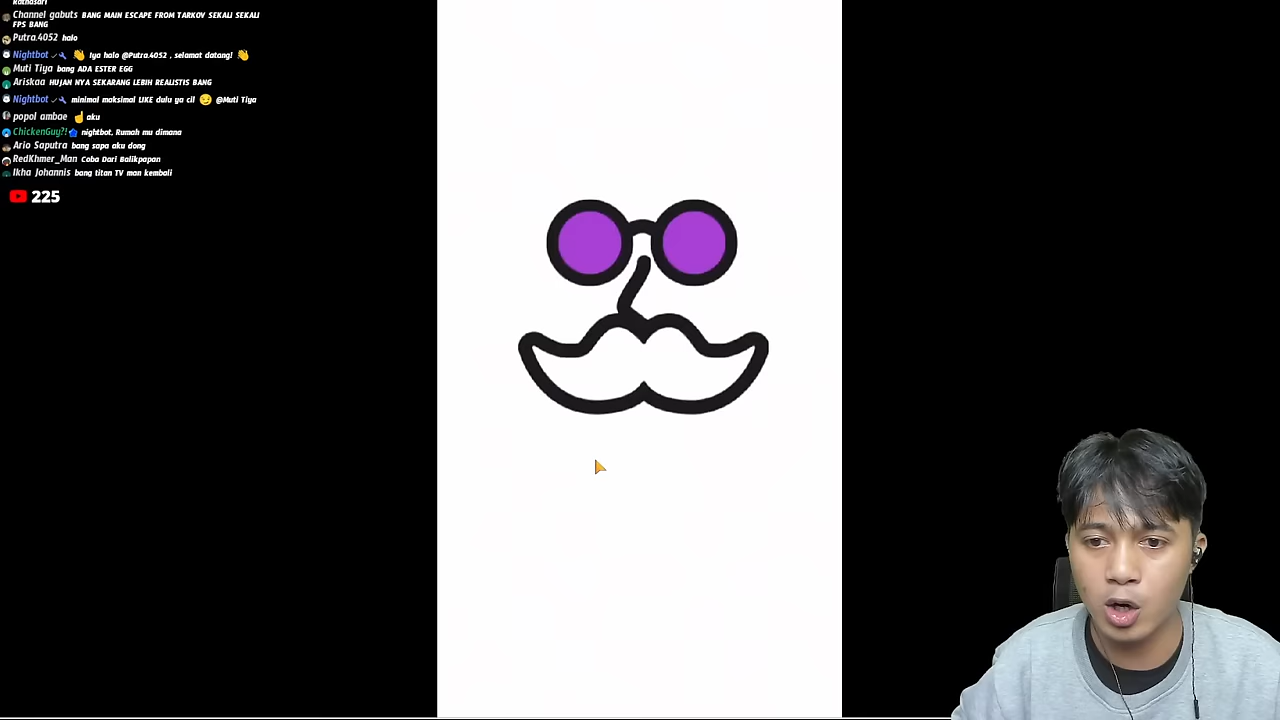 Channel gabuts BANG MAIN ESCAPE FROM TARKOV SEKALI SEKALI
FPS BANG
Putra.4052 halo
Nightbot 👋 Iya halo @Putra.4052 , selamat datang! 👋
Muti Tiya bang ADA ESTER EGG
Ariskaa HUJAN NYA SEKARANG LEBIH REALISTIS BANG
Nightbot minimal maksimal LIKE dulu ya cil 😏 @Muti Tiya
popol ambae ☝️ aku
ChickenGuy?! nightbot, Rumah mu dimana
Ario Saputra bang sapa aku dong
RedKhmer_Man Coba Dari Balikpapan
Ikha Johannis bang titan TV man kembali
225